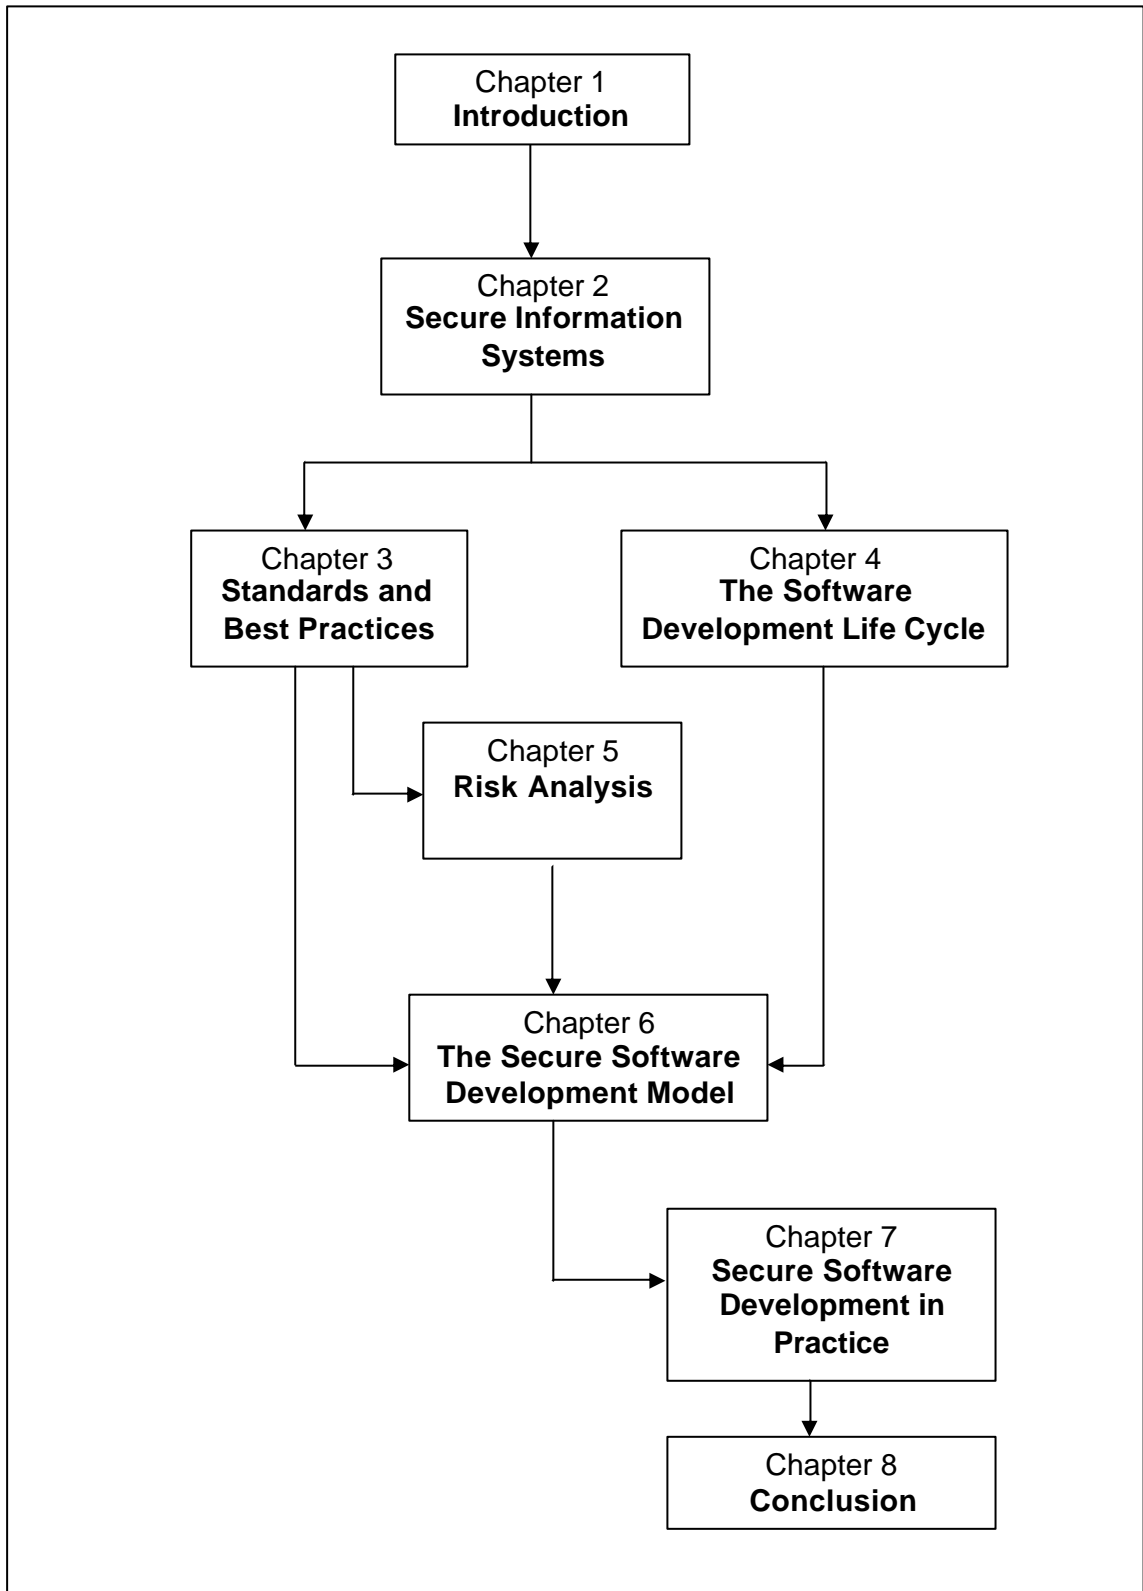 Chapter 1
Introduction
Chapter 2
Secure Information
Systems
Chapter 3
Standards and
Best Practices
Chapter 4
The Software
Development Life Cycle
Chapter 5
Risk Analysis
Chapter 6
The Secure Software
Development Model
Chapter 7
Secure Software
Development in
Practice
Chapter 8
Conclusion